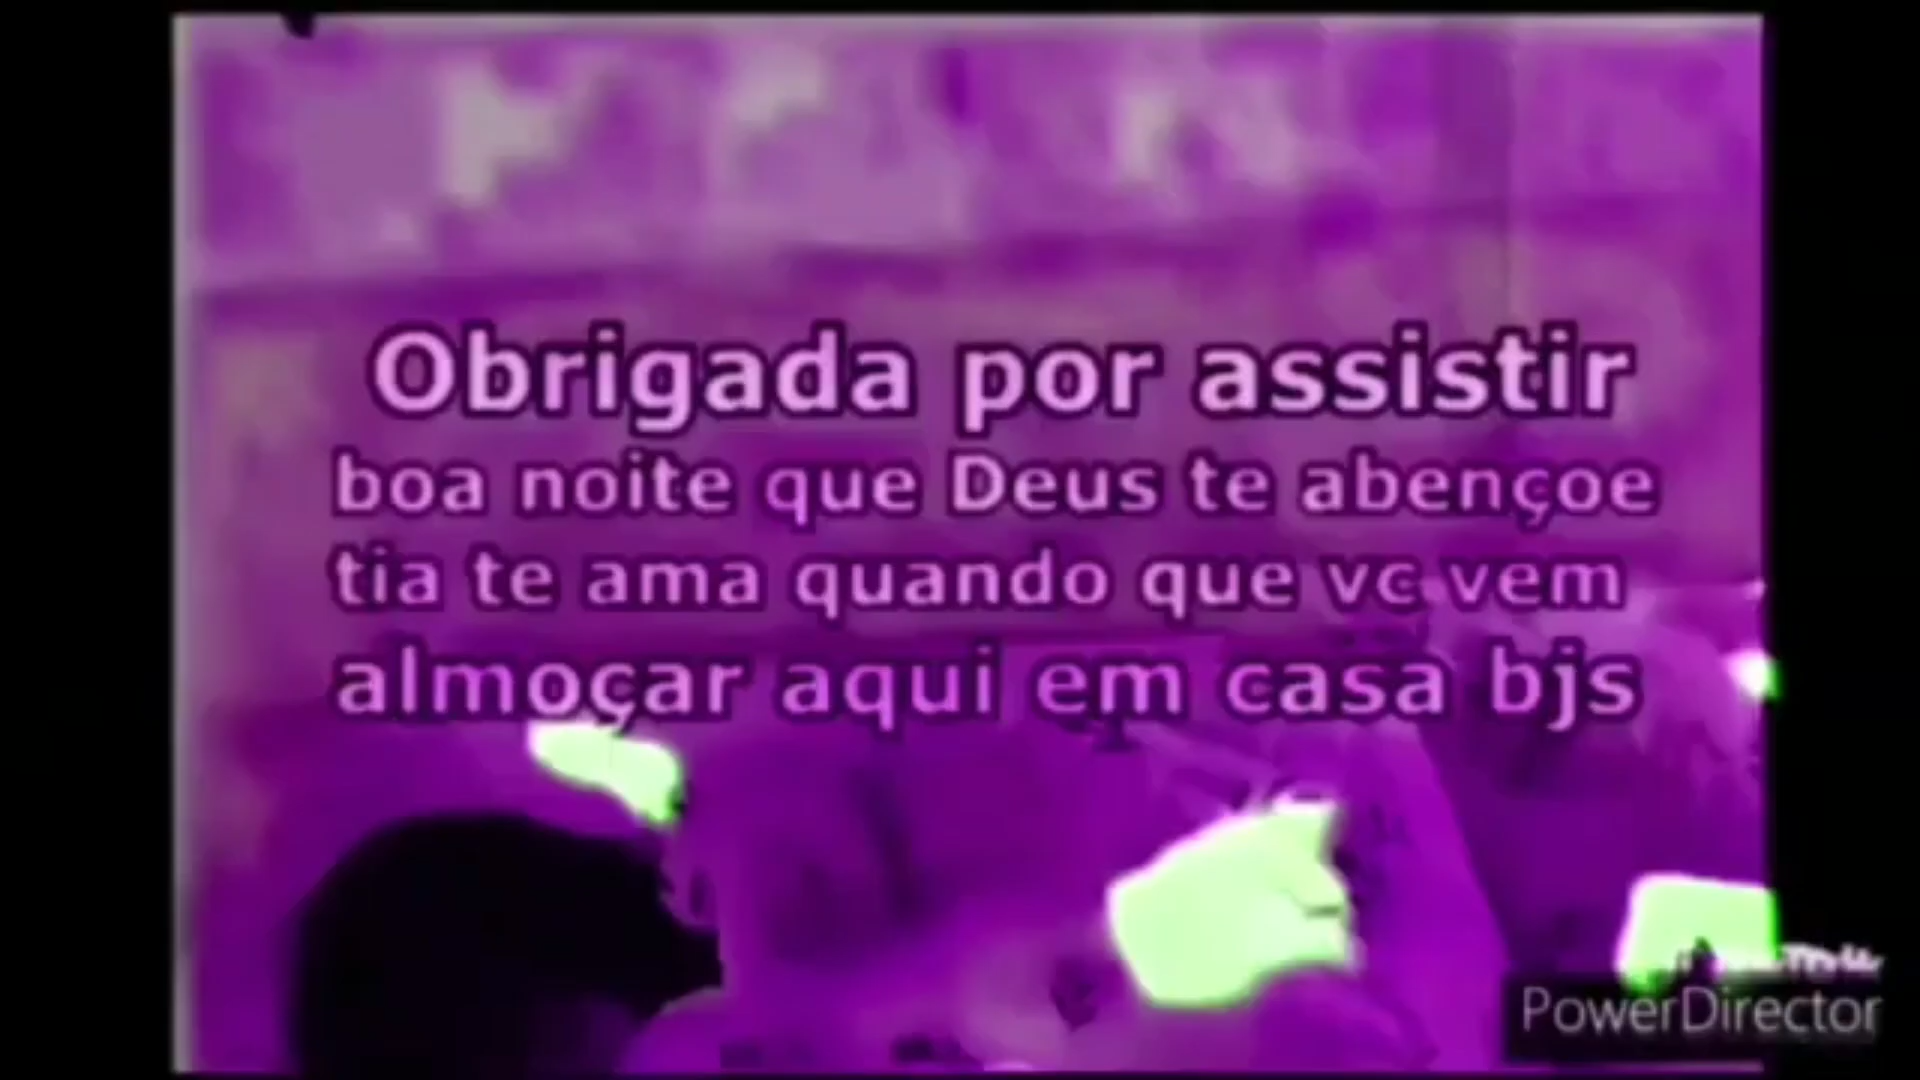 Obrigada por assistir
boa noite que Deus te abençoe
tia te ama quando que vc vem
almoçar aqui em casa bjs
PowerDirector